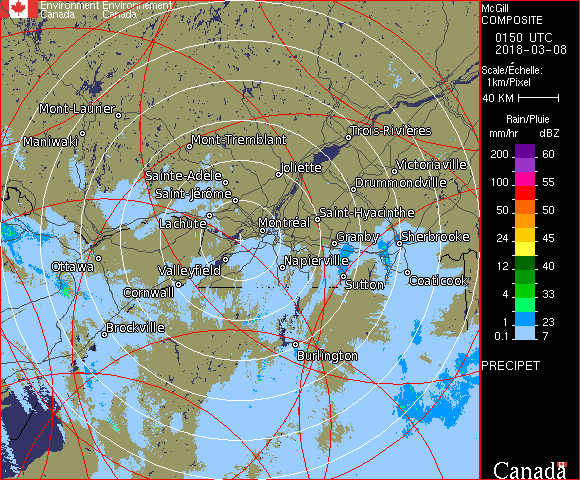 Environment Environnement
Canada Canada
McGill
COMPOSITE
0150 UTC
2018-03-08
Scale/Échelle:
1km/Pixel
40 KM
Rain/Pluie
mm/hr dBZ
200 60
100 55
50 50
24 45
12 40
4 33
1 23
0.1 7
PRECIPET
Canada
Mont-Laurier
Maniwaki
Mont-Tremblant
Trois-Rivières
Joliette
Victoriaville
Sainte-Adèle
Drummondville
Saint-Jérôme
Saint-Hyacinthe
Lachute
Montréal
Granby
Sherbrooke
Ottawa
Valleyfield
Napierville
Coaticook
Sutton
Cornwall
Brockville
Burlington